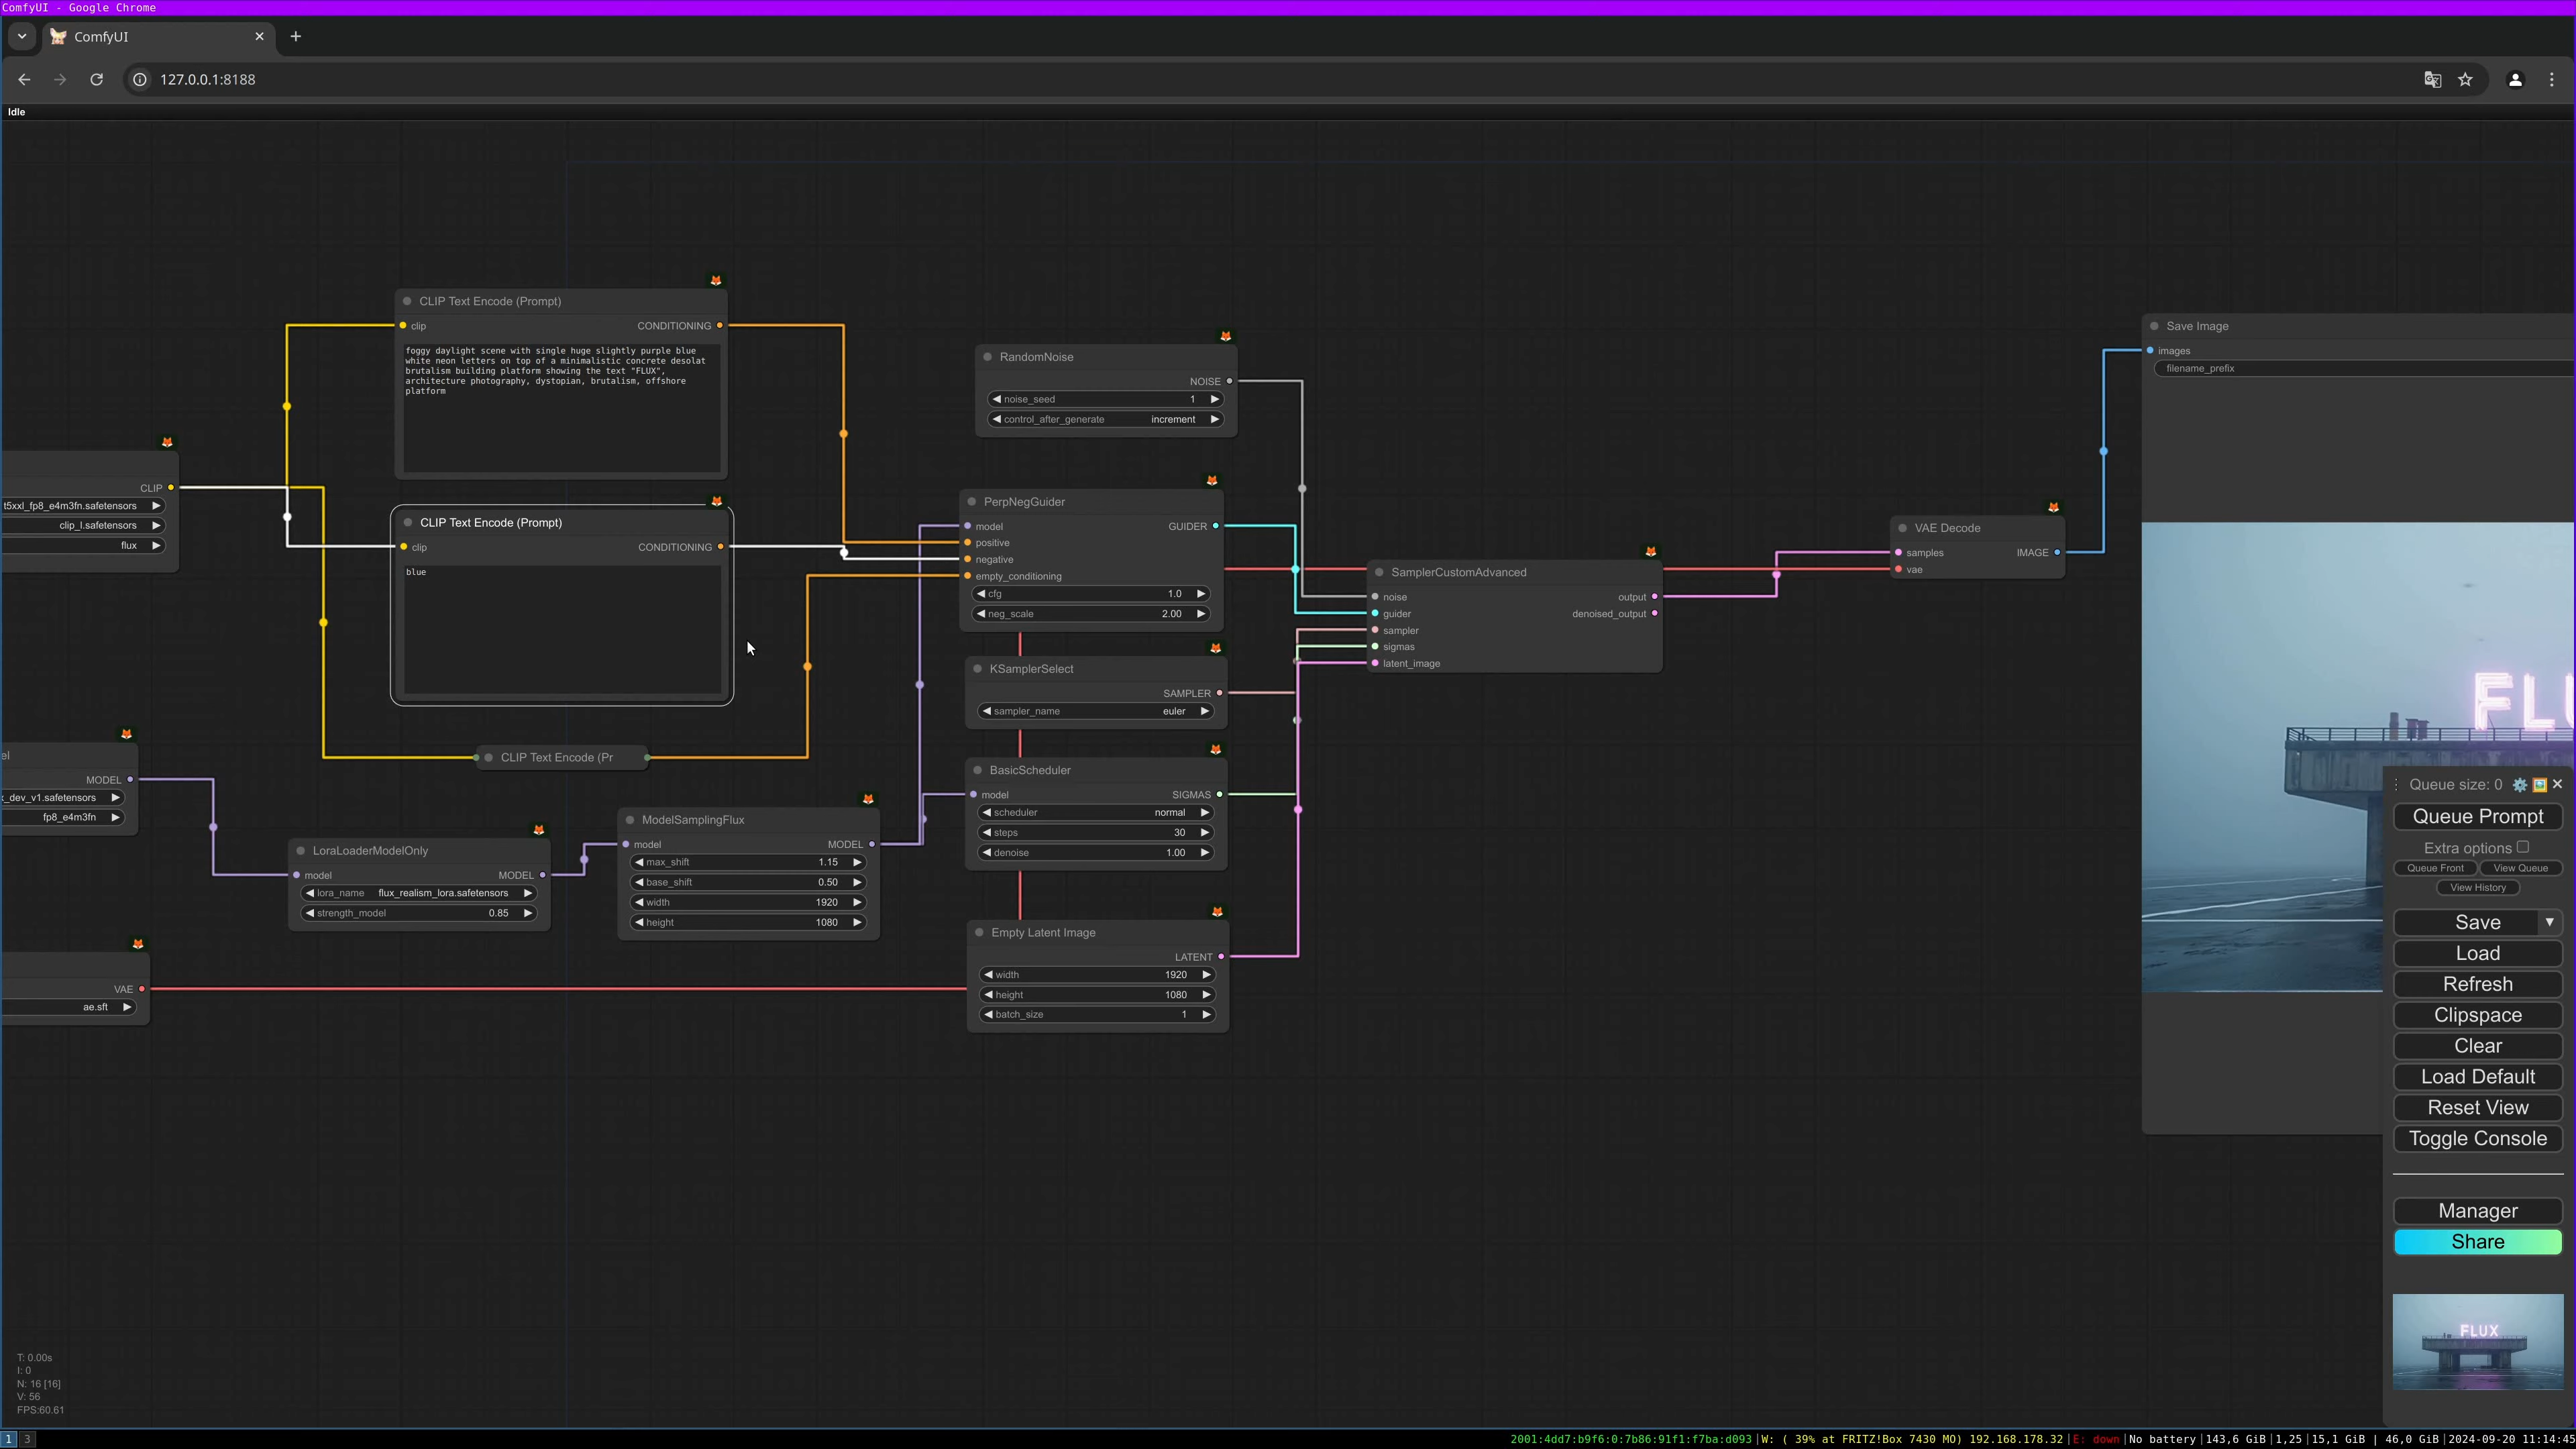 ComfyUI - Google Chrome
ComfyUI
127.0.0.1:8188
Idle
CLIP Text Encode (Prompt)
clip
CONDITIONING
foggy daylight scene with single huge slightly purple blue
white neon letters on top of a minimalistic concrete desolat
brutalism building platform showing the text "FLUX",
architecture photography, dystopian, brutalism, offshore
platform
CLIP
t5xxl_fp8_e4m3fn.safetensors
clip_l.safetensors
flux
CLIP Text Encode (Prompt)
clip
CONDITIONING
blue
CLIP Text Encode (Pr
el
MODEL
x_dev_v1.safetensors
fp8_e4m3fn
LoraLoaderModelOnly
model
MODEL
lora_name flux_realism_lora.safetensors
strength_model 0.85
ModelSamplingFlux
model
MODEL
max_shift 1.15
base_shift 0.50
width 1920
height 1080
VAE
ae.sft
RandomNoise
NOISE
noise_seed 1
control_after_generate increment
PerpNegGuider
model
GUIDER
positive
negative
empty_conditioning
cfg 1.0
neg_scale 2.00
KSamplerSelect
SAMPLER
sampler_name euler
BasicScheduler
model
SIGMAS
scheduler normal
steps 30
denoise 1.00
Empty Latent Image
LATENT
width 1920
height 1080
batch_size 1
SamplerCustomAdvanced
noise
output
guider
denoised_output
sampler
sigmas
latent_image
VAE Decode
samples
IMAGE
vae
Save Image
images
filename_prefix
FLU
Queue size: 0
Queue Prompt
Extra options
Queue Front
View Queue
View History
Save
Load
Refresh
Clipspace
Clear
Load Default
Reset View
Toggle Console
Manager
Share
FLUX
T: 0.00s
I: 0
N: 16 [16]
V: 56
FPS:60.61
1 3
2001:4dd7:b9f6:0:7b86:91f1:f7ba:d093|W: ( 39% at FRITZ!Box 7430 MO) 192.168.178.32|E: down|No battery|143,6 GiB|1,25|15,1 GiB | 46,0 GiB|2024-09-20 11:14:45